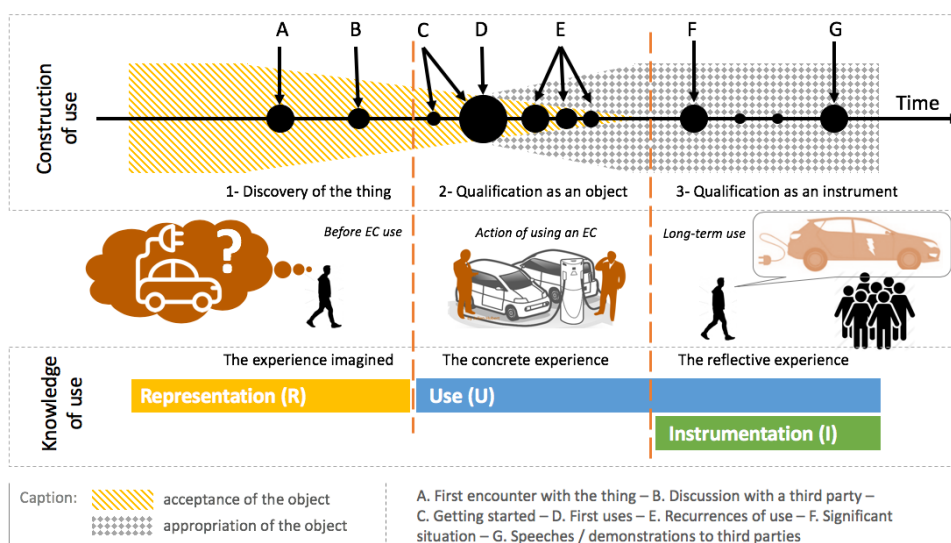 A B C D E F G
Construction
of use
Time
1- Discovery of the thing 2- Qualification as an object 3- Qualification as an instrument
Before EC use Action of using an EC Long-term use
?
The experience imagined The concrete experience The reflective experience
Knowledge
of use
Representation (R) Use (U)
Instrumentation (I)
Caption: acceptance of the object
appropriation of the object
A. First encounter with the thing – B. Discussion with a third party –
C. Getting started – D. First uses – E. Recurrences of use – F. Significant
situation – G. Speeches / demonstrations to third parties